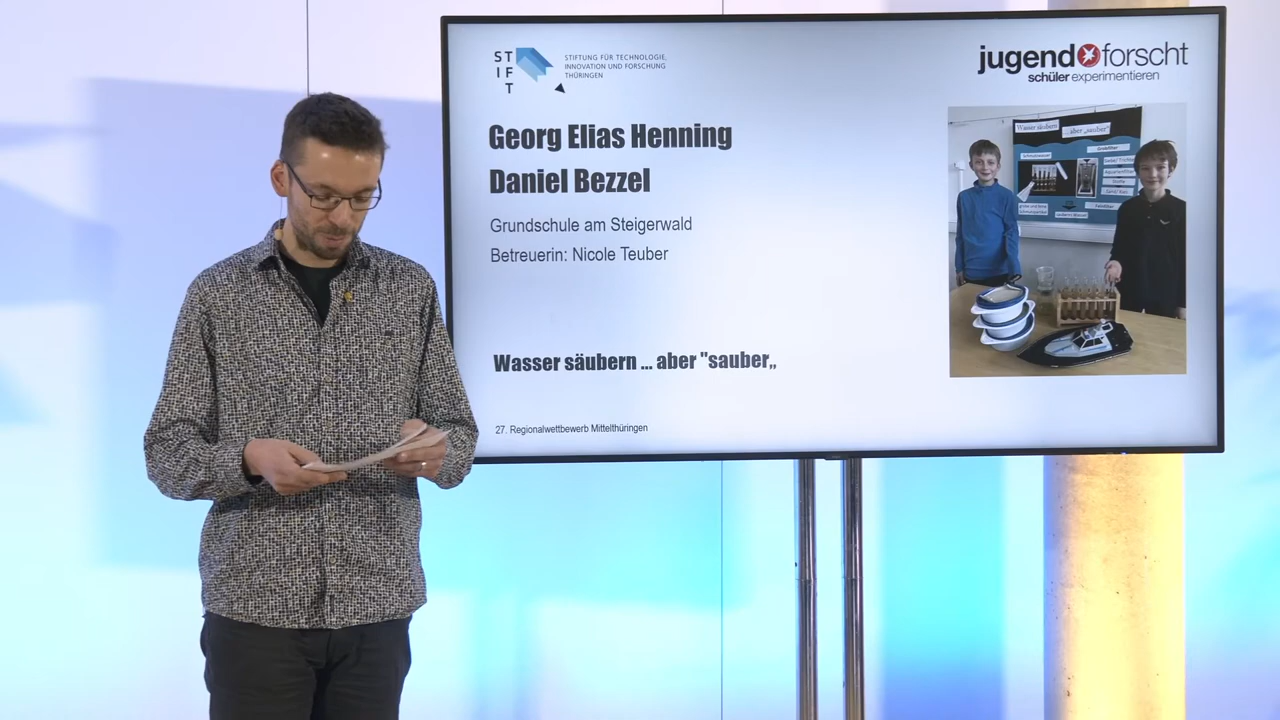 ST
IF
T
STIFTUNG FÜR TECHNOLOGIE,
INNOVATION UND FORSCHUNG
THÜRINGEN
jugend forscht
schüler experimentieren
Georg Elias Henning
Daniel Bezzel
Grundschule am Steigerwald
Betreuerin: Nicole Teuber
Wasser säubern ... aber "sauber„
27. Regionalwettbewerb Mittelthüringen
Wasser säubern
aber „sauber"